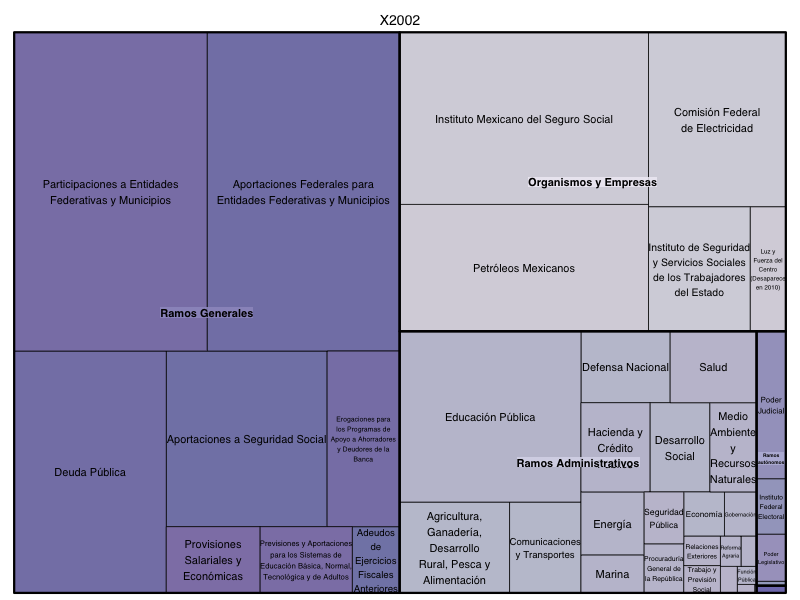 X2002
Participaciones a Entidades
Federativas y Municipios
Aportaciones Federales para
Entidades Federativas y Municipios
Ramos Generales
Deuda Pública
Aportaciones a Seguridad Social
Erogaciones para
los Programas de
Apoyo a Ahorradores
y Deudores de la
Banca
Provisiones
Salariales y
Económicas
Previsiones y Aportaciones
para los Sistemas de
Educación Básica, Normal,
Tecnológica y de Adultos
Adeudos
de
Ejercicios
Fiscales
Anteriores
Instituto Mexicano del Seguro Social
Comisión Federal
de Electricidad
Organismos y Empresas
Petróleos Mexicanos
Instituto de Seguridad
y Servicios Sociales
de los Trabajadores
del Estado
Luz y
Fuerza del
Centro
(Desaparece
en 2010)
Educación Pública
Defensa Nacional
Salud
Hacienda y
Crédito
Desarrollo
Social
Medio
Ambiente
y
Recursos
Naturales
Ramos Administrativos
Agricultura,
Ganadería,
Desarrollo
Rural, Pesca y
Alimentación
Comunicaciones
y Transportes
Energía
Marina
Seguridad
Pública
Procuraduría
General de
la República
Economía
Gobernación
Relaciones
Exteriores
Reforma
Agraria
Trabajo y
Previsión
Social
Función
Pública
Poder
Judicial
Ramos
autónomos
Instituto
Federal
Electoral
Poder
Legislativo